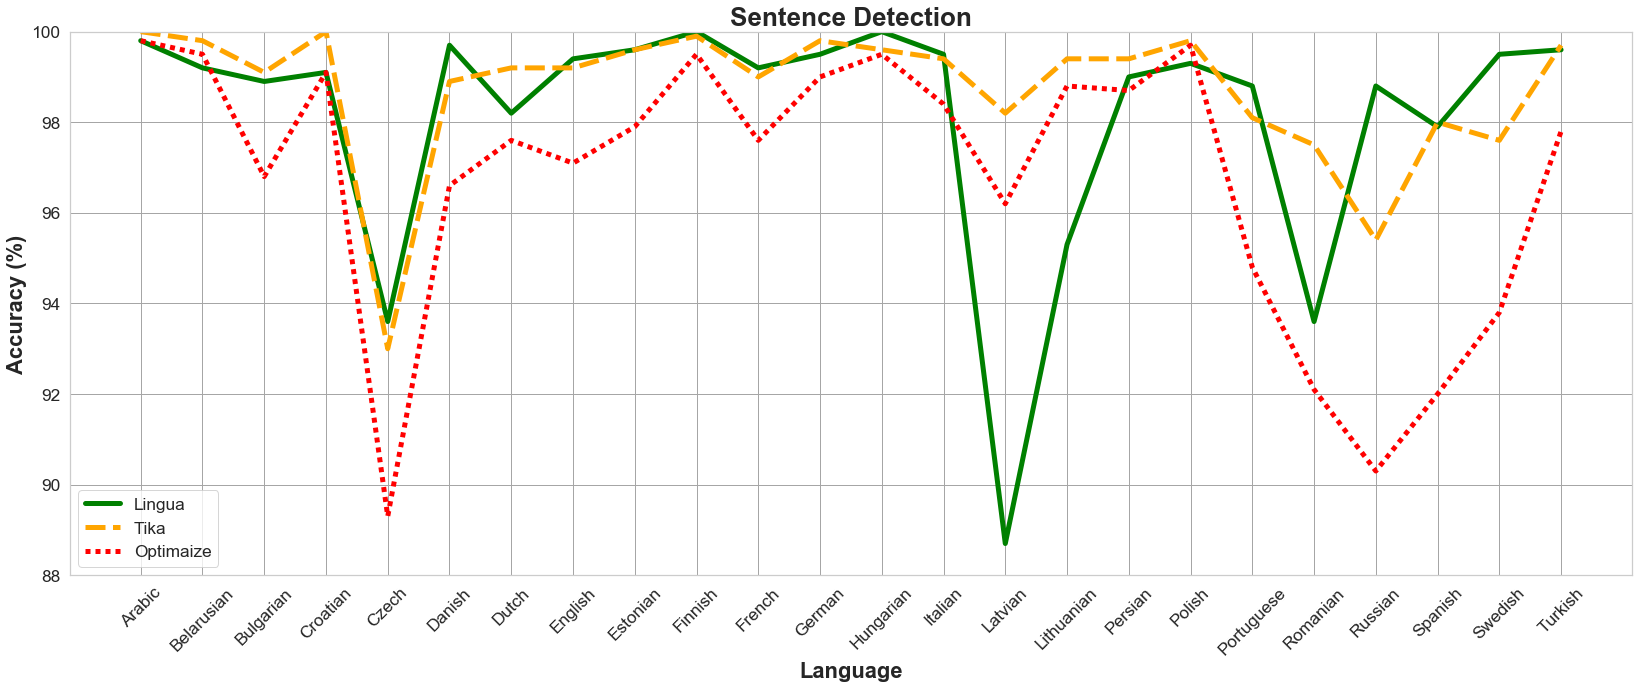 Sentence Detection
Accuracy (%)
100
98
96
94
92
90
88
Lingua
Tika
Optimaize
Arabic
Belarusian
Bulgarian
Croatian
Czech
Danish
Dutch
English
Estonian
Finnish
French
German
Hungarian
Italian
Latvian
Lithuanian
Persian
Polish
Portuguese
Romanian
Russian
Spanish
Swedish
Turkish
Language